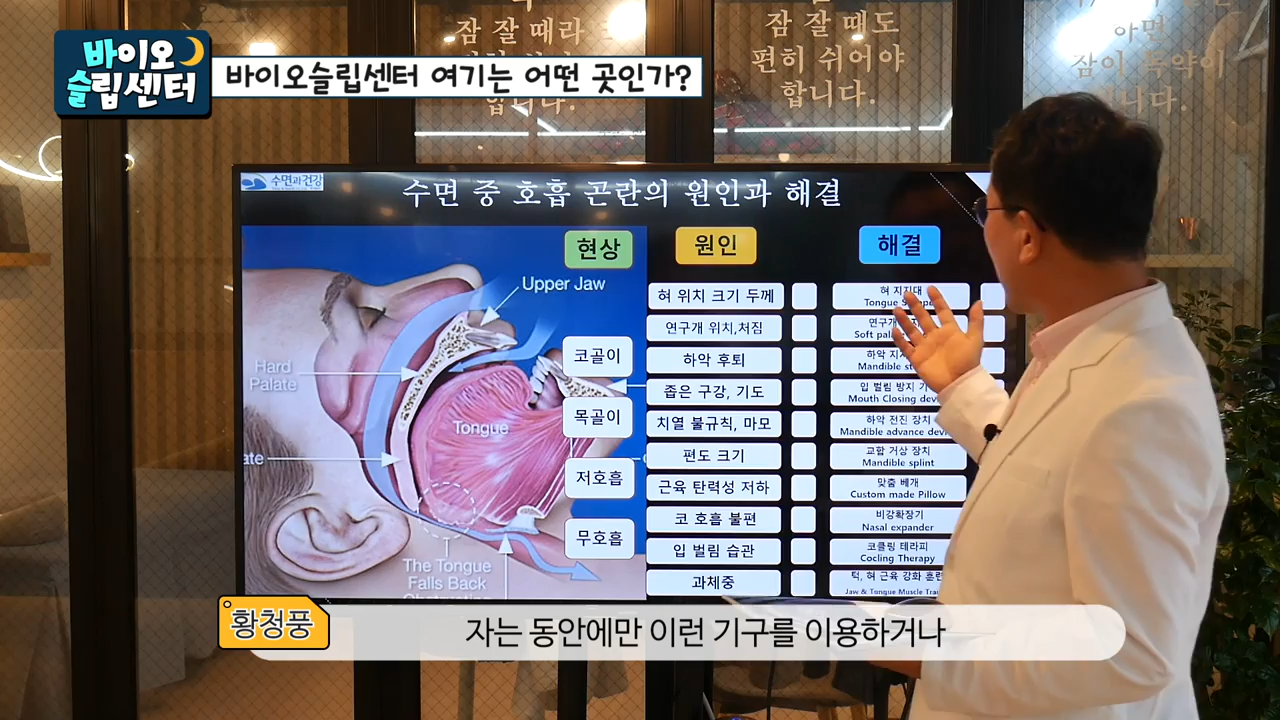 잠 잘 때라
합니다.
잠 잘 때도
편히 쉬어야
합니다.
아면
잠이 독약이
바이오
슬립센터
바이오슬립센터 여기는 어떤 곳인가?
수면과건강
수면 중 호흡 곤란의 원인과 해결
현상
원인
해결
Upper Jaw
Hard
Palate
Tongue
ate
The Tongue
Falls Back
코골이
목골이
저호흡
무호흡
혀 위치 크기 두께
연구개 위치,처짐
하악 후퇴
좁은 구강, 기도
치열 불규칙, 마모
편도 크기
근육 탄력성 저하
코 호흡 불편
입 벌림 습관
과체중
혀 지지대
Tongue
연구개
Soft
하악
Mandible
입 벌림 방지
Mouth Closing
하악 전진 장치
Mandible advance
교합 거상 장치
Mandible splint
맞춤 베개
Custom made Pillow
비강확장기
Nasal expander
코클링 테라피
Cocling Therapy
턱, 혀 근육 강화 훈련
Jaw & Tongue Muscle
황청풍
자는 동안에만 이런 기구를 이용하거나